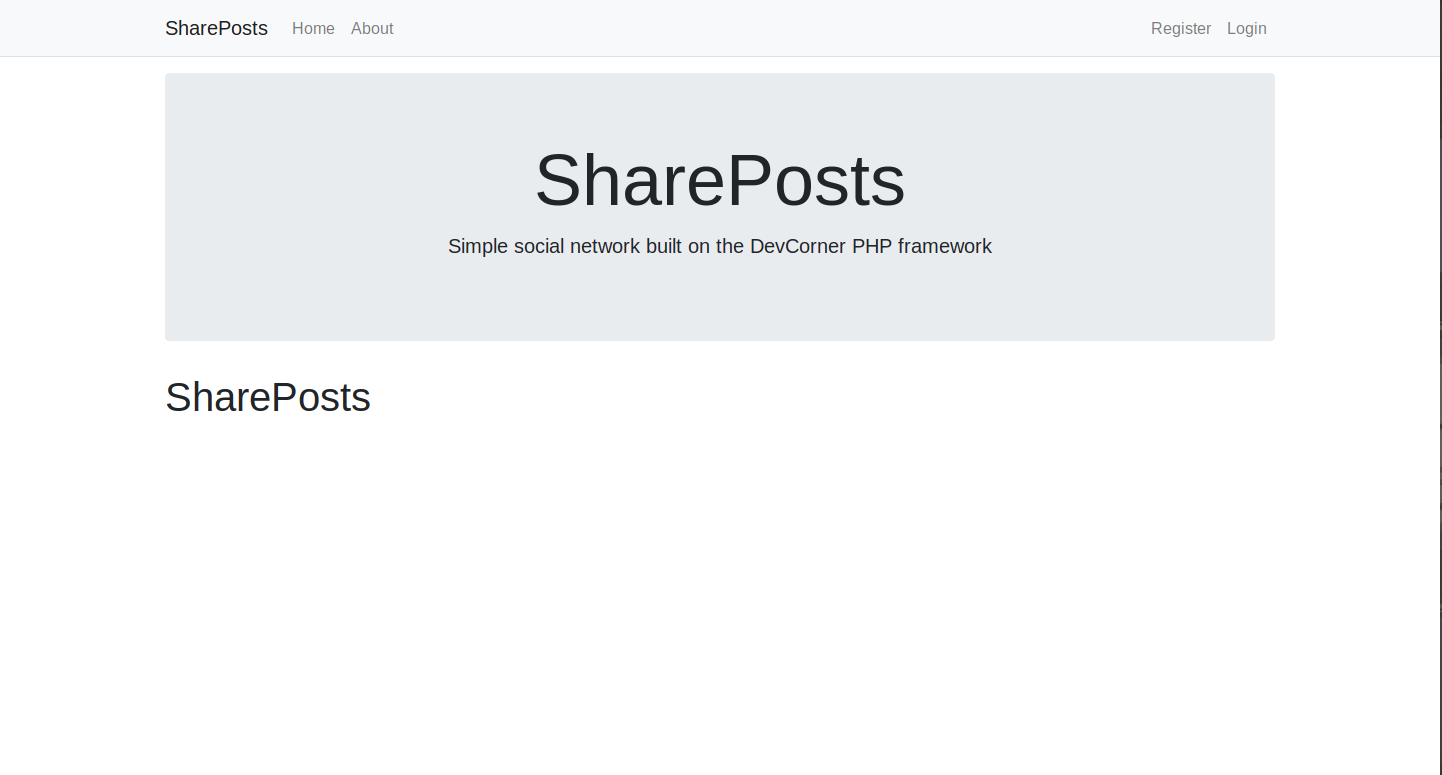 SharePosts Home About Register Login
SharePosts
Simple social network built on the DevCorner PHP framework
SharePosts